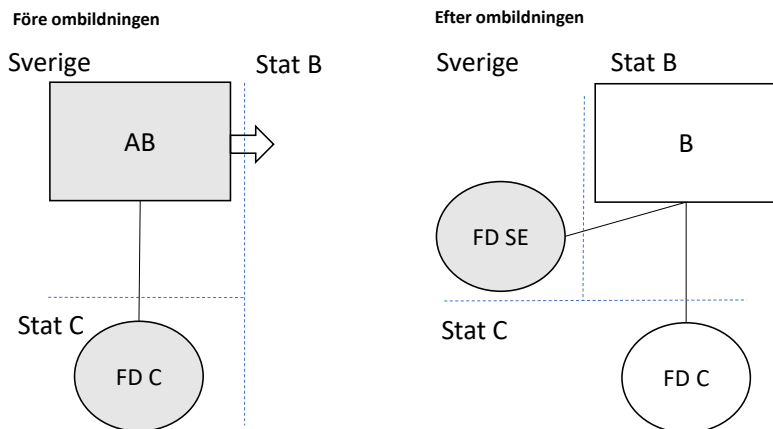 Före ombildningen
Sverige
Stat B
AB
Stat C
FD C
Efter ombildningen
Sverige
Stat B
B
FD SE
Stat C
FD C